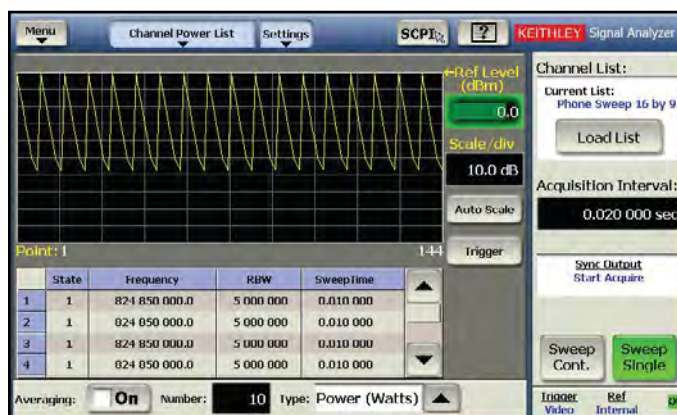 Menu Channel Power List Settings SCPI ? KEITHLEY Signal Analyzer
←Ref Level
(dBm)
0.0
Scale/div
10.0 dB
Auto Scale
Trigger
Point: 1 144
State Frequency RBW SweepTime
1 1 824 850 000.0 5 000 000 0.010 000
2 1 824 850 000.0 5 000 000 0.010 000
3 1 824 850 000.0 5 000 000 0.010 000
4 1 824 850 000.0 5 000 000 0.010 000
Averaging: On Number: 10 Type: Power (Watts)
Channel List:
Current List:
Phone Sweep 16 by 9
Load List
Acquisition Interval:
0.020 000 sec
Sync Output
Start Acquire
Sweep
Cont.
Sweep
Single
Trigger Ref
Video Internal